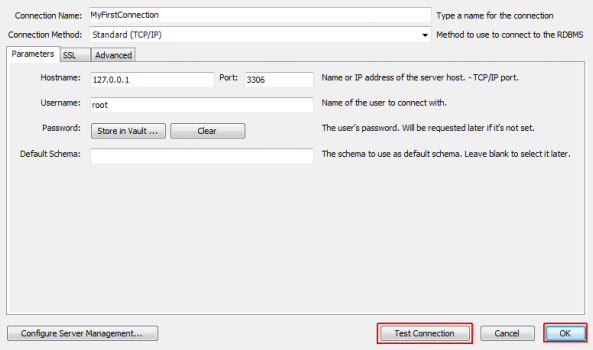 Connection Name: MyFirstConnection Type a name for the connection
Connection Method: Standard (TCP/IP) Method to use to connect to the RDBMS
Parameters SSL Advanced
Hostname: 127.0.0.1 Port: 3306 Name or IP address of the server host. - TCP/IP port.
Username: root Name of the user to connect with.
Password: Store in Vault ... Clear The user's password. Will be requested later if it's not set.
Default Schema: The schema to use as default schema. Leave blank to select it later.
Configure Server Management... Test Connection Cancel OK